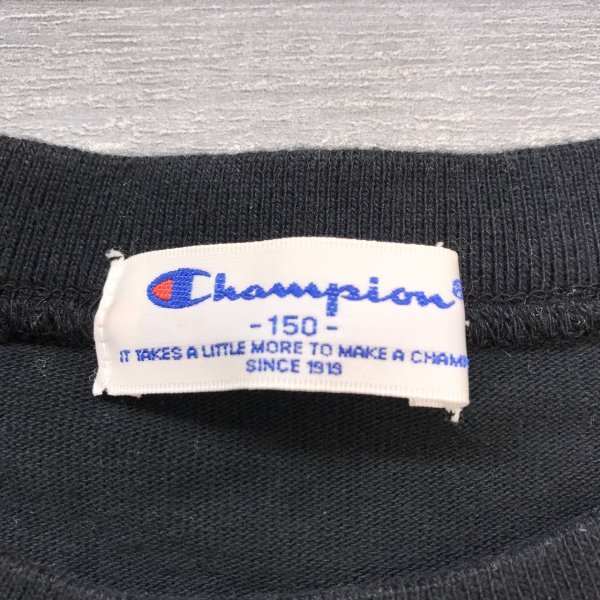 Champion®
-150-
IT TAKES A LITTLE MORE TO MAKE A CHAMP
SINCE 1919